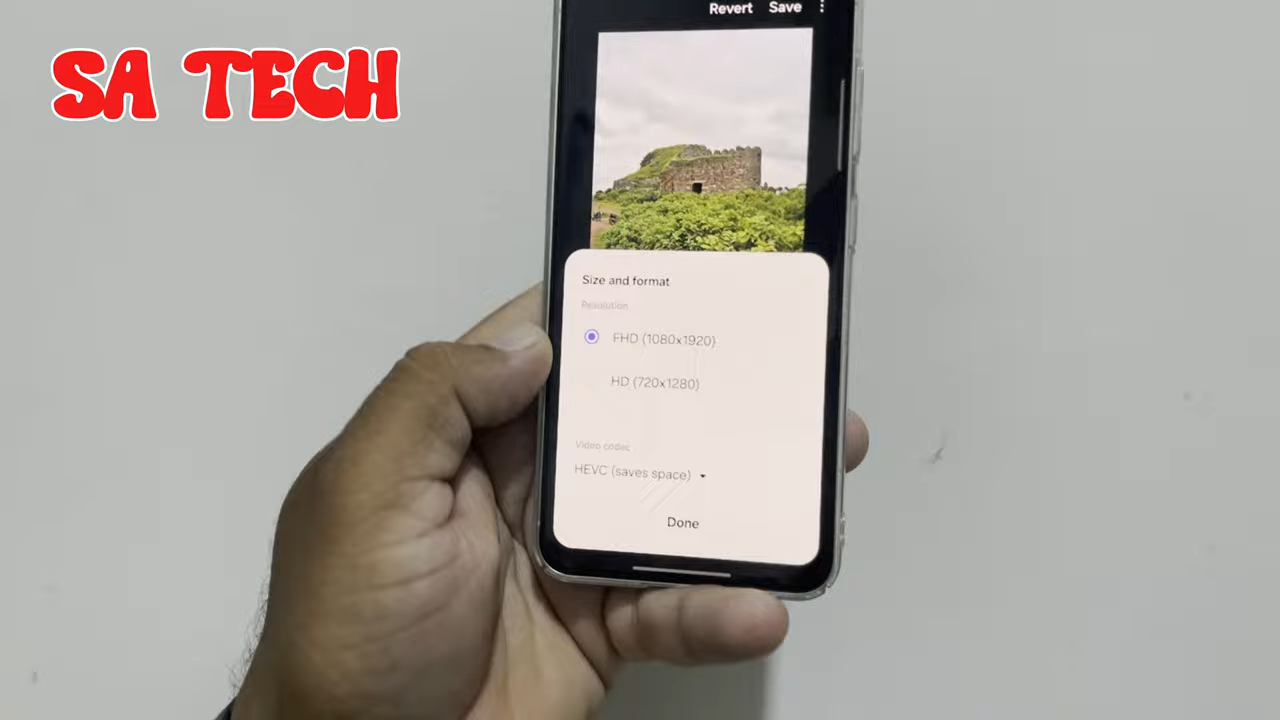 Revert Save
SA TECH
Size and format
Resolution
FHD (1080x1920)
HD (720x1280)
Video codec
HEVC (saves space)
Done